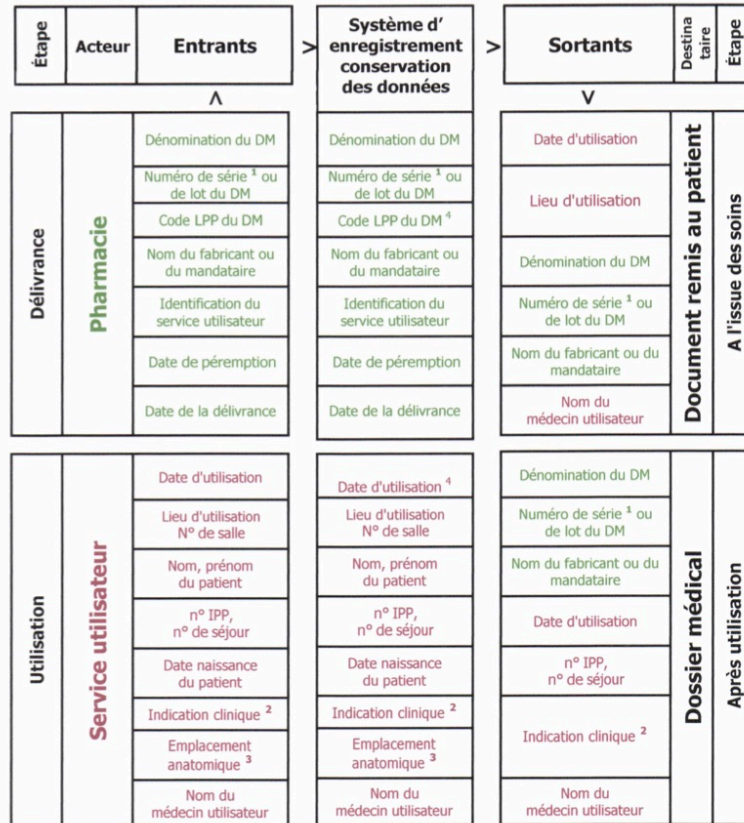 Étape
Acteur
Entrants
>
Système d'
enregistrement
conservation
des données
>
Sortants
Destina
taire
Étape
>
>
Délivrance
Pharmacie
Dénomination du DM
Numéro de série ¹ ou
de lot du DM
Code LPP du DM
Nom du fabricant ou
du mandataire
Identification du
service utilisateur
Date de péremption
Date de la délivrance
Dénomination du DM
Numéro de série ¹ ou
de lot du DM
Code LPP du DM ⁴
Nom du fabricant ou
du mandataire
Identification du
service utilisateur
Date de péremption
Date de la délivrance
Date d'utilisation
Lieu d'utilisation
Dénomination du DM
Numéro de série ¹ ou
de lot du DM
Nom du fabricant ou du
mandataire
Nom du
médecin utilisateur
Document remis au patient
A l'issue des soins
Utilisation
Service utilisateur
Date d'utilisation
Lieu d'utilisation
N° de salle
Nom, prénom
du patient
n° IPP,
n° de séjour
Date naissance
du patient
Indication clinique ²
Emplacement
anatomique ³
Nom du
médecin utilisateur
Date d'utilisation ⁴
Lieu d'utilisation
N° de salle
Nom, prénom
du patient
n° IPP,
n° de séjour
Date naissance
du patient
Indication clinique ²
Emplacement
anatomique ³
Nom du
médecin utilisateur
Dénomination du DM
Numéro de série ¹ ou
de lot du DM
Nom du fabricant ou du
mandataire
Date d'utilisation
n° IPP,
n° de séjour
Indication clinique ²
Nom du
médecin utilisateur
Dossier médical
Après utilisation